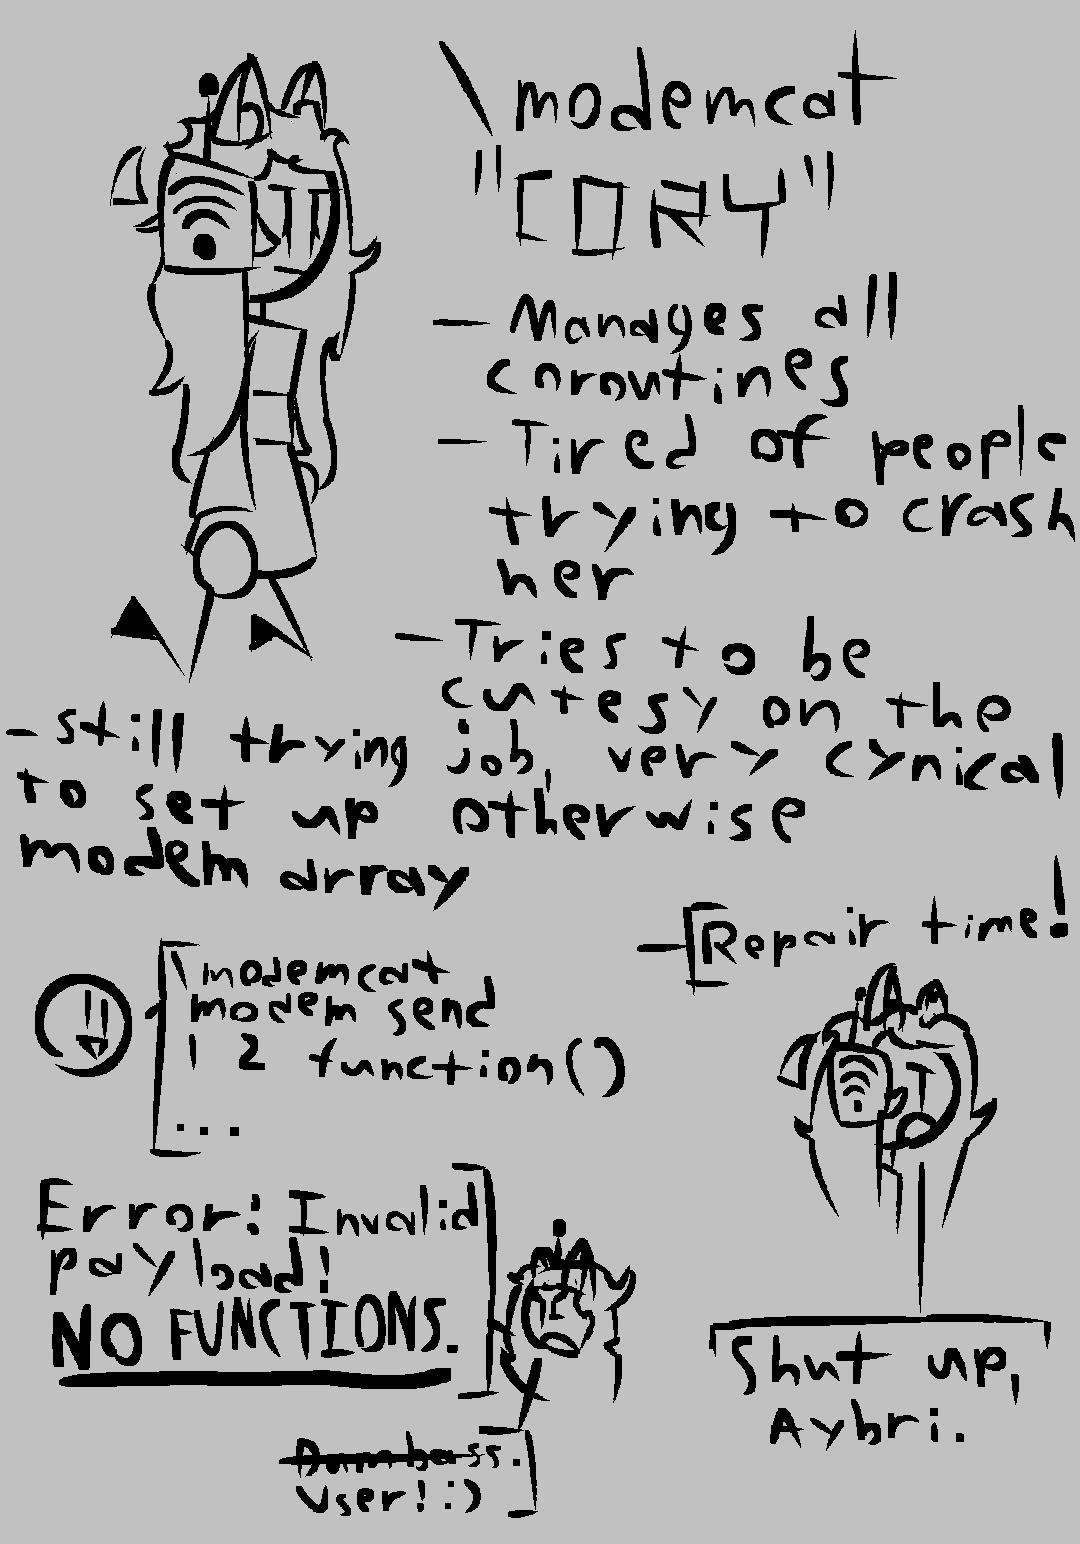 \modemcat
"CORY"
- Manages all
coroutines
- Tired of people
trying to crash
her
- Tries to be
cutesy on the
job, very cynical
otherwise
- still trying
to set up
modem array
[\modemcat
modem send
1 2 function()
...
Error! Invalid
payload!
NO FUNCTIONS.
Dumbass.
user! :)
- [Repair time!
Shut up,
Aybri.